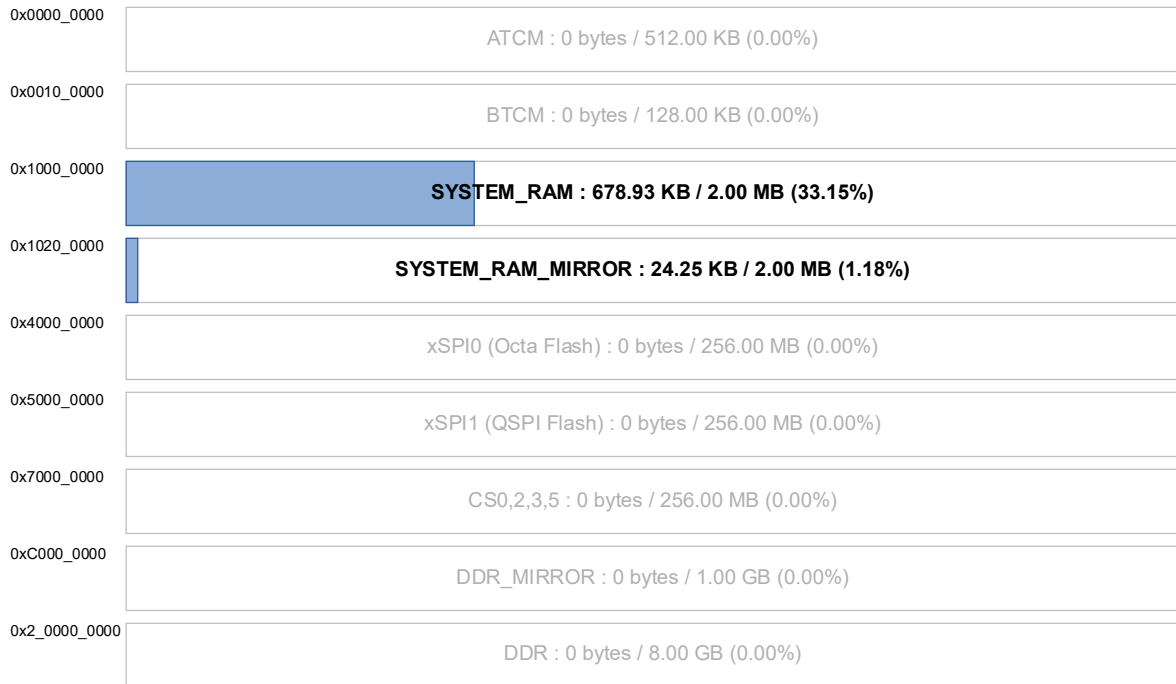 0x0000_0000
ATCM : 0 bytes / 512.00 KB (0.00%)
0x0010_0000
BTCM : 0 bytes / 128.00 KB (0.00%)
0x1000_0000
SYSTEM_RAM : 678.93 KB / 2.00 MB (33.15%)
0x1020_0000
SYSTEM_RAM_MIRROR : 24.25 KB / 2.00 MB (1.18%)
0x4000_0000
xSPI0 (Octa Flash) : 0 bytes / 256.00 MB (0.00%)
0x5000_0000
xSPI1 (QSPI Flash) : 0 bytes / 256.00 MB (0.00%)
0x7000_0000
CS0,2,3,5 : 0 bytes / 256.00 MB (0.00%)
0xC000_0000
DDR_MIRROR : 0 bytes / 1.00 GB (0.00%)
0x2_0000_0000
DDR : 0 bytes / 8.00 GB (0.00%)